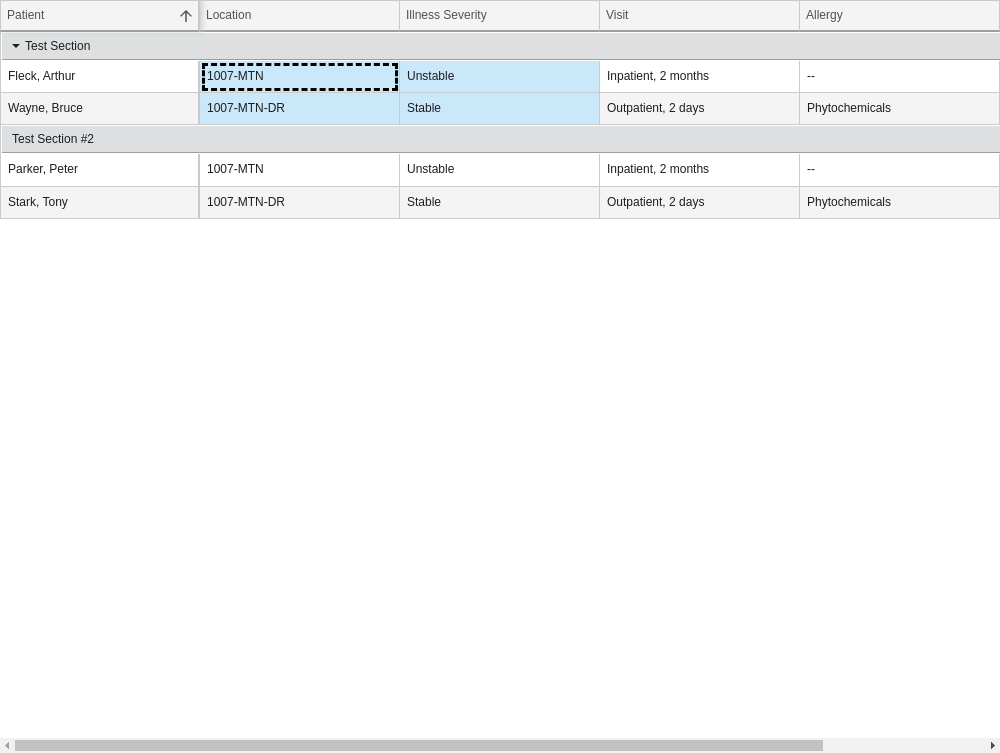 Patient Location Illness Severity Visit Allergy
Test Section
Fleck, Arthur 1007-MTN Unstable Inpatient, 2 months --
Wayne, Bruce 1007-MTN-DR Stable Outpatient, 2 days Phytochemicals
Test Section #2
Parker, Peter 1007-MTN Unstable Inpatient, 2 months --
Stark, Tony 1007-MTN-DR Stable Outpatient, 2 days Phytochemicals